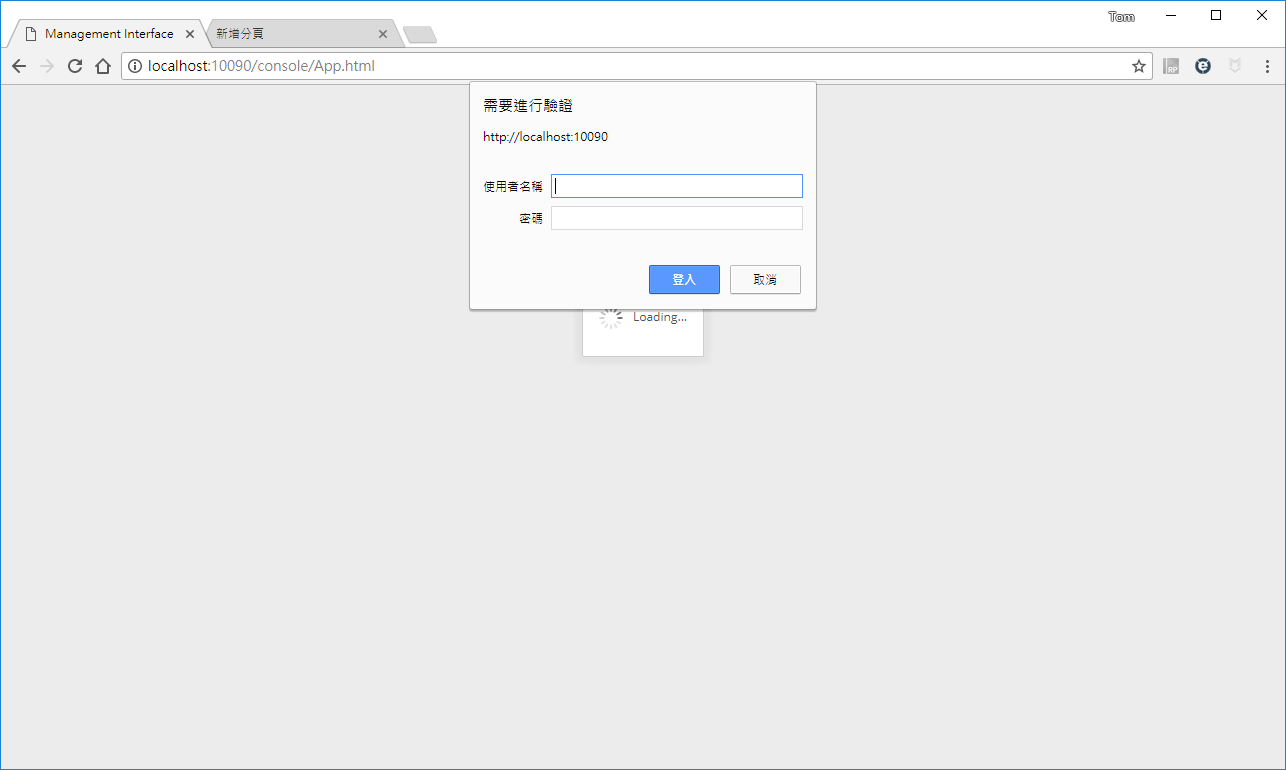 Tom
Management Interface
新增分頁
localhost:10090/console/App.html
RP
需要進行驗證
http://localhost:10090
使用者名稱
密碼
登入
取消
Loading...